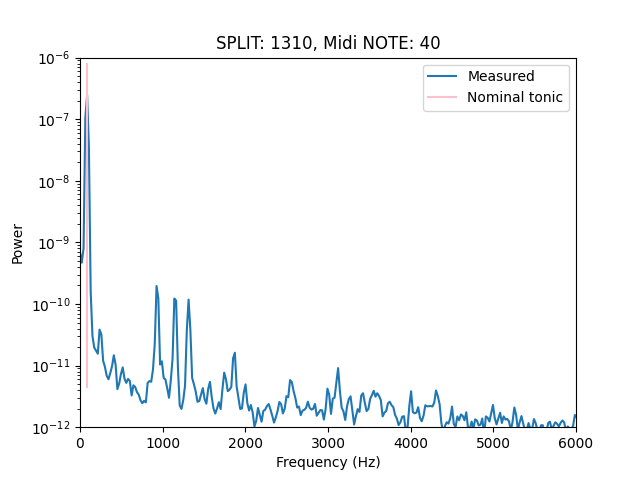 SPLIT: 1310, Midi NOTE: 40
Measured
Nominal tonic
10⁻⁶
10⁻⁷
10⁻⁸
10⁻⁹
10⁻¹⁰
10⁻¹¹
10⁻¹²
Power
0 1000 2000 3000 4000 5000 6000
Frequency (Hz)